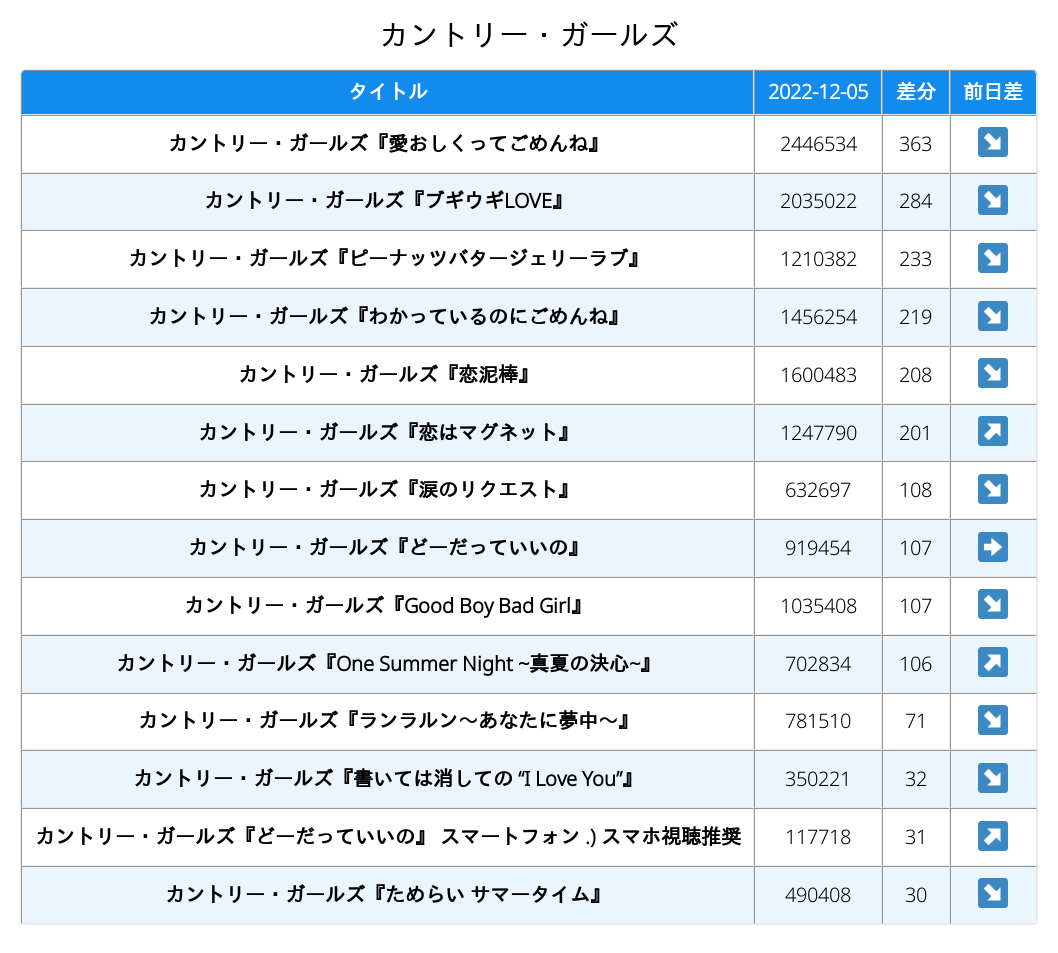 カントリー・ガールズ
タイトル 2022-12-05 差分 前日差
カントリー・ガールズ『愛おしくってごめんね』 2446534 363 ↘
カントリー・ガールズ『ブギウギLOVE』 2035022 284 ↘
カントリー・ガールズ『ピーナッツバタージェリーラブ』 1210382 233 ↘
カントリー・ガールズ『わかっているのにごめんね』 1456254 219 ↘
カントリー・ガールズ『恋泥棒』 1600483 208 ↘
カントリー・ガールズ『恋はマグネット』 1247790 201 ↗
カントリー・ガールズ『涙のリクエスト』 632697 108 ↘
カントリー・ガールズ『どーだっていいの』 919454 107 →
カントリー・ガールズ『Good Boy Bad Girl』 1035408 107 ↘
カントリー・ガールズ『One Summer Night ~真夏の決心~』 702834 106 ↗
カントリー・ガールズ『ランラルン～あなたに夢中～』 781510 71 ↘
カントリー・ガールズ『書いては消しての “I Love You”』 350221 32 ↘
カントリー・ガールズ『どーだっていいの』 スマートフォン .) スマホ視聴推奨 117718 31 ↗
カントリー・ガールズ『ためらい サマータイム』 490408 30 ↘